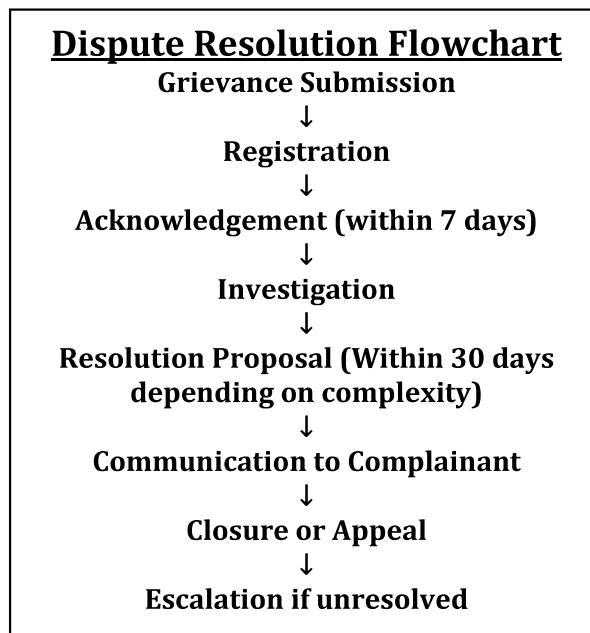 Dispute Resolution Flowchart
Grievance Submission
↓
Registration
↓
Acknowledgement (within 7 days)
↓
Investigation
↓
Resolution Proposal (Within 30 days
depending on complexity)
↓
Communication to Complainant
↓
Closure or Appeal
↓
Escalation if unresolved